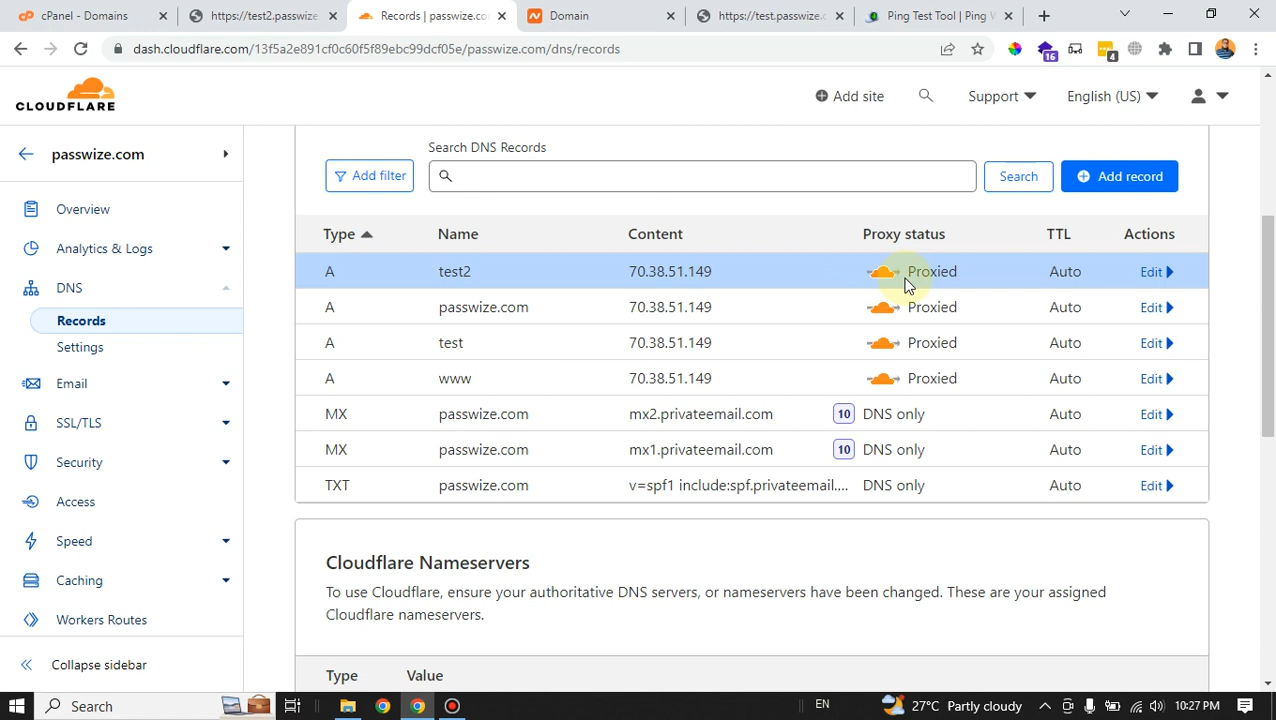 cPanel - Domains
https://test2.passwize.
Records | passwize.co
Domain
https://test.passwize.c
Ping Test Tool | Ping W
dash.cloudflare.com/13f5a2e891cf0c60f5f89ebc99dcf05e/passwize.com/dns/records
16
4
CLOUDFLARE
Add site
Support
English (US)
passwize.com
Overview
Analytics & Logs
DNS
Records
Settings
Email
SSL/TLS
Security
Access
Speed
Caching
Workers Routes
Collapse sidebar
Search DNS Records
Add filter
Search
Add record
Type Name Content Proxy status TTL Actions
A test2 70.38.51.149 Proxied Auto Edit
A passwize.com 70.38.51.149 Proxied Auto Edit
A test 70.38.51.149 Proxied Auto Edit
A www 70.38.51.149 Proxied Auto Edit
MX passwize.com mx2.privateemail.com 10 DNS only Auto Edit
MX passwize.com mx1.privateemail.com 10 DNS only Auto Edit
TXT passwize.com v=spf1 include:spf.privateemail.... DNS only Auto Edit
Cloudflare Nameservers
To use Cloudflare, ensure your authoritative DNS servers, or nameservers have been changed. These are your assigned
Cloudflare nameservers.
Type Value
Search
EN
27°C Partly cloudy
10:27 PM